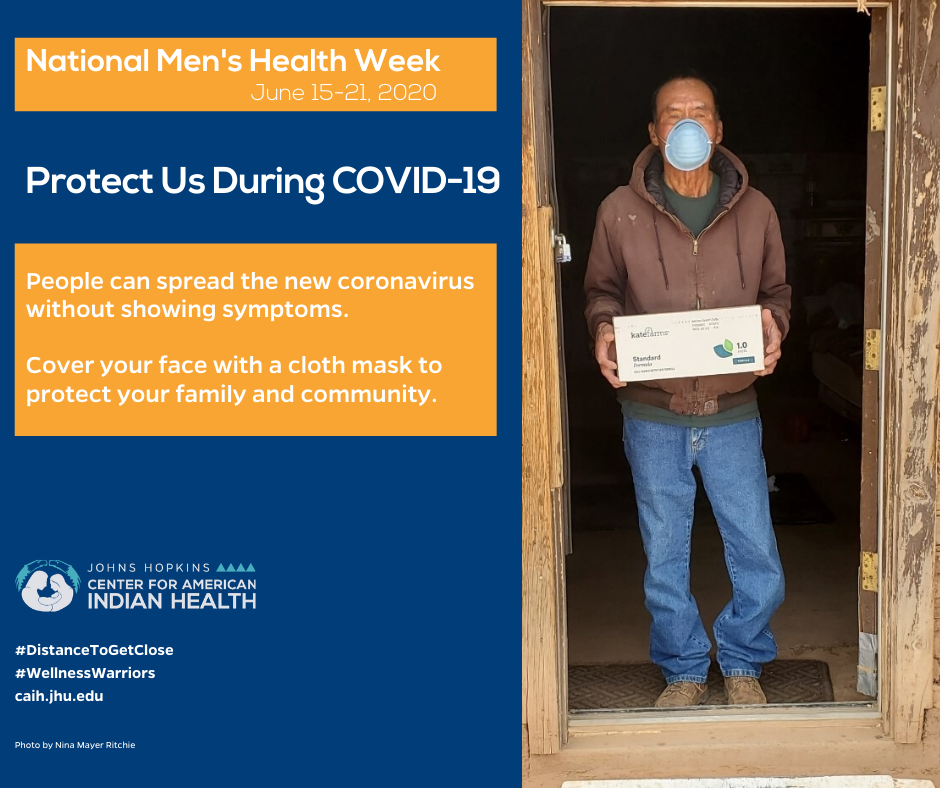 National Men's Health Week
June 15-21, 2020
Protect Us During COVID-19
People can spread the new coronavirus
without showing symptoms.
Cover your face with a cloth mask to
protect your family and community.
JOHNS HOPKINS
CENTER FOR AMERICAN
INDIAN HEALTH
#DistanceToGetClose
#WellnessWarriors
caih.jhu.edu
Photo by Nina Mayer Ritchie
katefarms
1.0
Standard
Formula